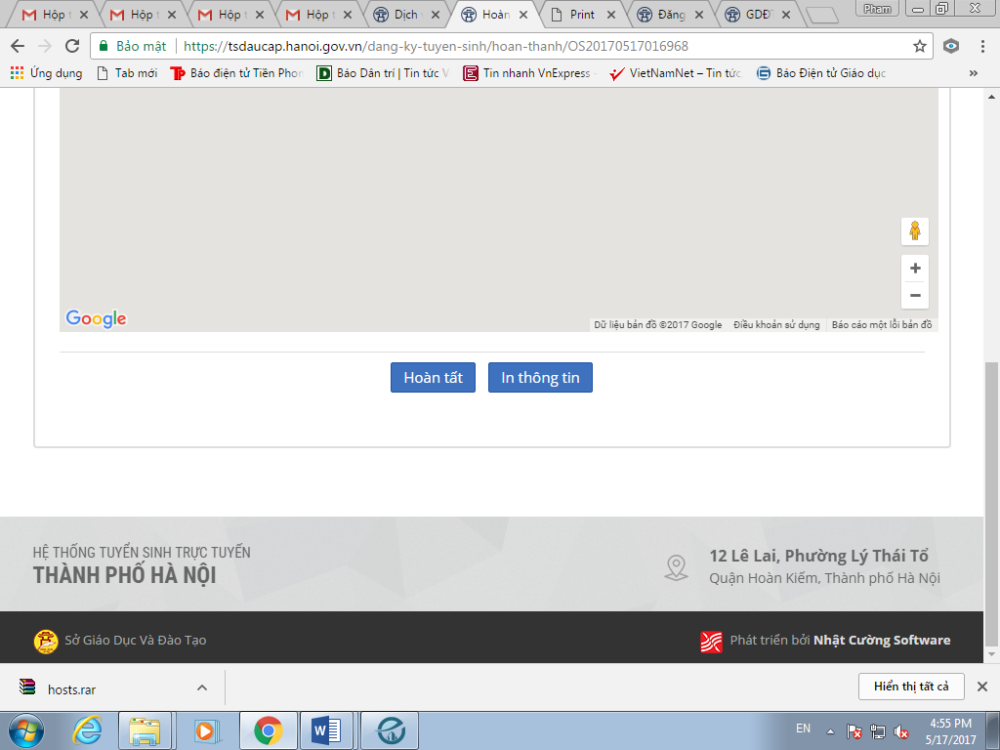 Hộp t Hộp t Hộp t Hộp t Dịch Hoàn Print Đăng GDĐT Pham
Bảo mật https://tsdaucap.hanoi.gov.vn/dang-ky-tuyen-sinh/hoan-thanh/OS20170517016968
Ứng dụng Tab mới Báo điện tử Tiền Phon Báo Dân trí | Tin tức V Tin nhanh VnExpress VietNamNet – Tin tức Báo Điện tử Giáo dục »
Google
Dữ liệu bản đồ ©2017 Google Điều khoản sử dụng Báo cáo một lỗi bản đồ
Hoàn tất In thông tin
HỆ THỐNG TUYỂN SINH TRỰC TUYẾN
THÀNH PHỐ HÀ NỘI
12 Lê Lai, Phường Lý Thái Tổ
Quận Hoàn Kiếm, Thành phố Hà Nội
Sở Giáo Dục Và Đào Tạo
Phát triển bởi Nhật Cường Software
hosts.rar
Hiển thị tất cả
EN
4:55 PM
5/17/2017